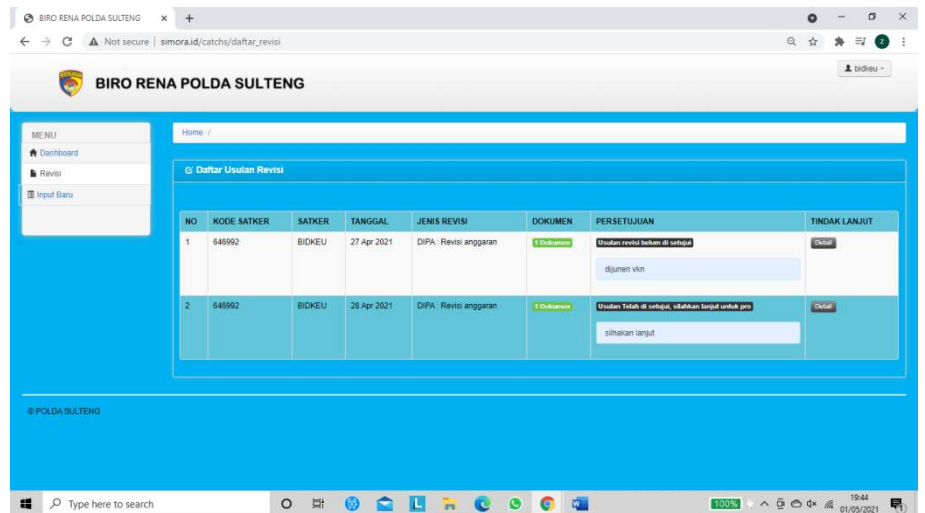 BIRO RENA POLDA SULTENG
Not secure | simora.id/catchs/daftar_revisi
BIRO RENA POLDA SULTENG
bidkeu
MENU
Dashboard
Revisi
Input Baru
Home /
Daftar Usulan Revisi
NO KODE SATKER SATKER TANGGAL JENIS REVISI DOKUMEN PERSETUJUAN TINDAK LANJUT
1 646992 BIDKEU 27 Apr 2021 DIPA : Revisi anggaran 1 Dokumen Usulan revisi belum di setujui Detail
dijunen vkn
2 646992 BIDKEU 28 Apr 2021 DIPA : Revisi anggaran 1 Dokumen Usulan Telah di setujui, silahkan lanjut untuk pro Detail
silhakan lanjut
© POLDA SULTENG
Type here to search
100%
19:44
01/05/2021